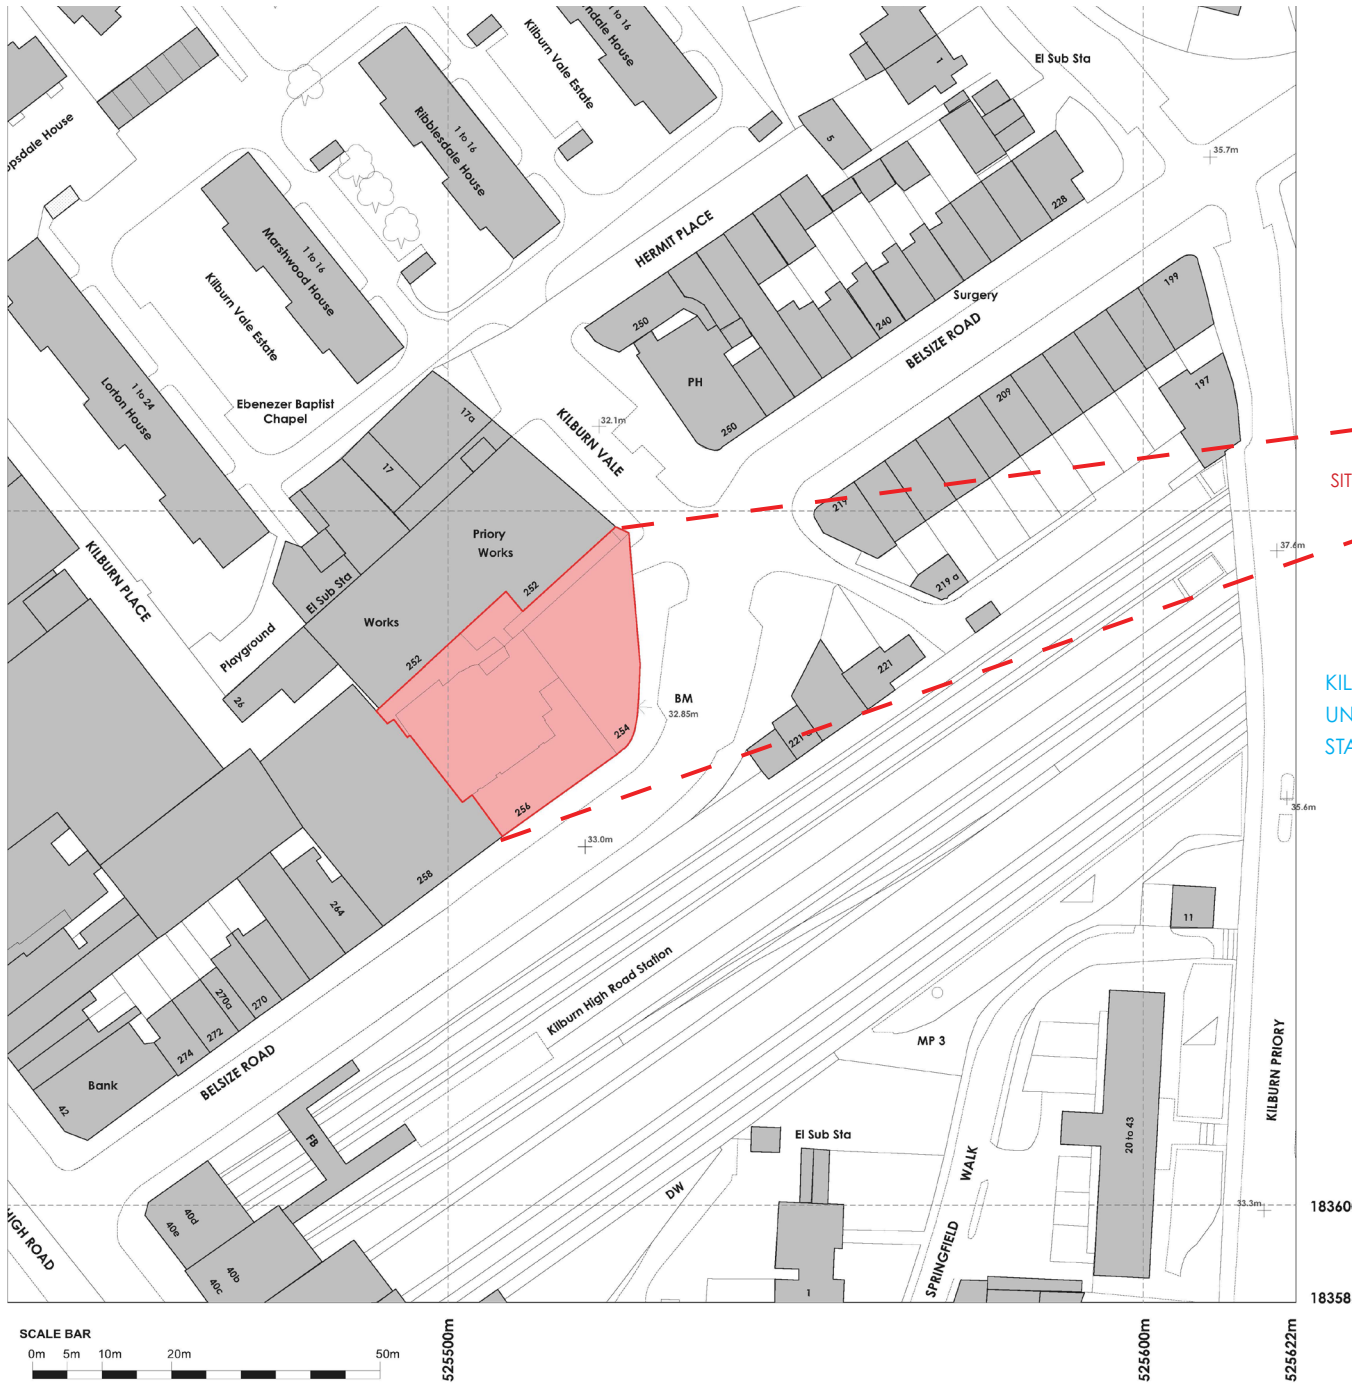 opsdale House
Kilburn Vale Estate
ndale House
1 to 16
1
El Sub Sta
35.7m
Ribblesdale House
1 to 16
5
228
Marshwood House
1 to 16
Kilburn Vale Estate
HERMIT PLACE
250
PH
250
240
Surgery
BELSIZE ROAD
199
197
209
219
219 a
Lorton House
1 to 24
Ebenezer Baptist
Chapel
17a
17
KILBURN VALE
32.1m
SIT
37.6m
Priory
Works
252
El Sub Sta
Works
252
KILBURN PLACE
Playground
26
BM
32.85m
254
256
221
221
KIL
UN
STA
33.0m
35.6m
258
264
270
270a
272
274
Bank
42
BELSIZE ROAD
Kilburn High Road Station
11
MP 3
KILBURN PRIORY
20 to 43
FB
El Sub Sta
DW
WALK
SPRINGFIELD
33.3m
18360
40d
40e
40b
40c
HIGH ROAD
1
18358
SCALE BAR
0m 5m 10m 20m 50m
525500m
525600m
525622m